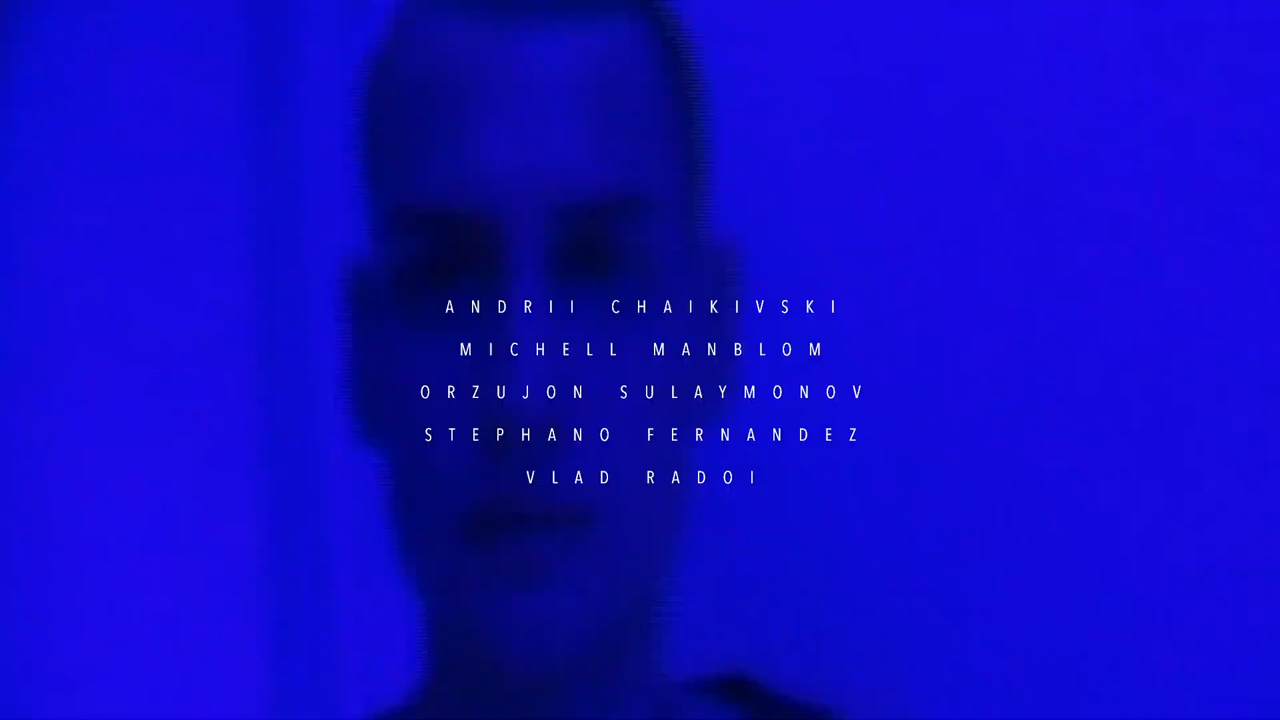 ANDRII CHAIKIVSKI
MICHELL MANBLOM
ORZUJON SULAYMONOV
STEPHANO FERNANDEZ
VLAD RADOI